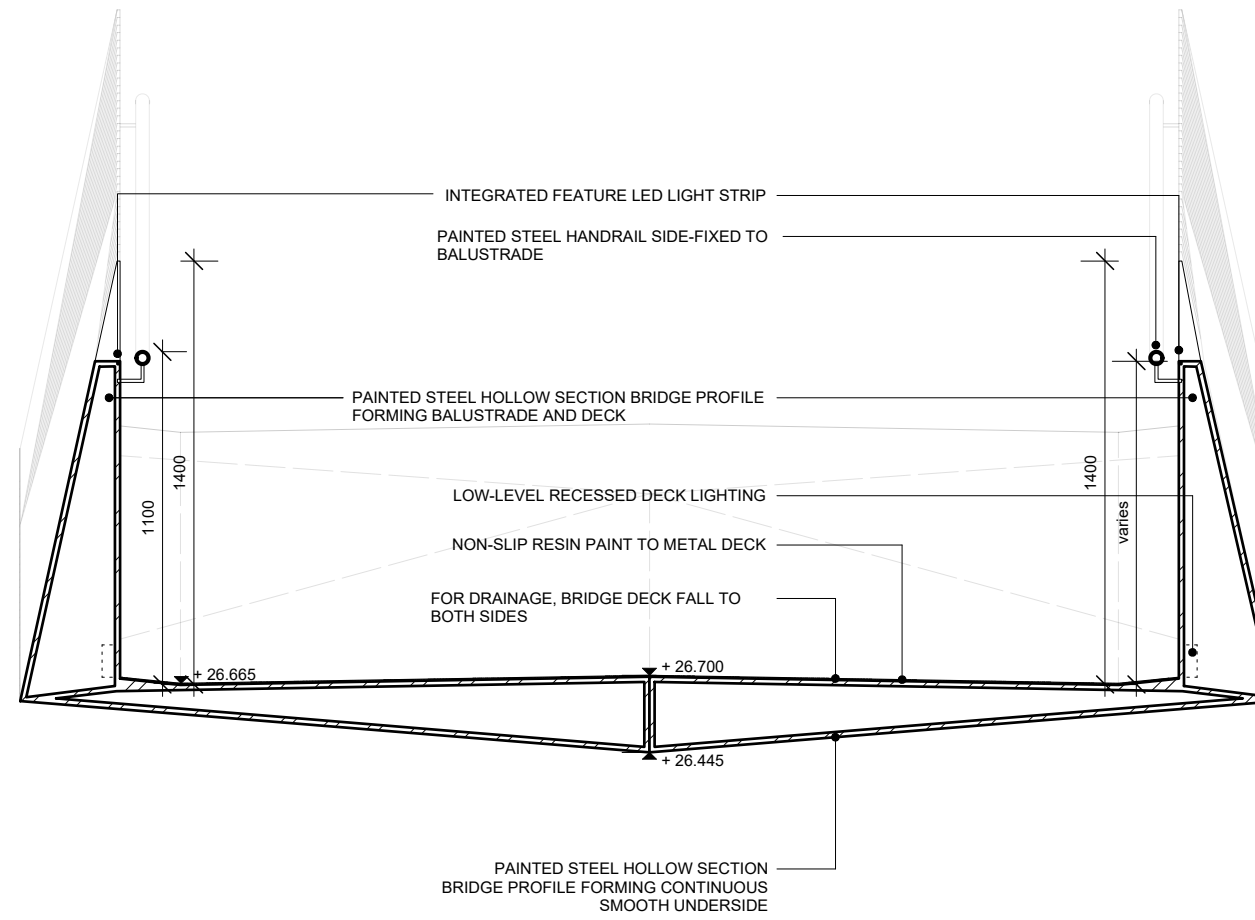 INTEGRATED FEATURE LED LIGHT STRIP
PAINTED STEEL HANDRAIL SIDE-FIXED TO
BALUSTRADE
PAINTED STEEL HOLLOW SECTION BRIDGE PROFILE
FORMING BALUSTRADE AND DECK
1100
1400
1400
varies
LOW-LEVEL RECESSED DECK LIGHTING
NON-SLIP RESIN PAINT TO METAL DECK
FOR DRAINAGE, BRIDGE DECK FALL TO
BOTH SIDES
+ 26.665
+ 26.700
+ 26.445
PAINTED STEEL HOLLOW SECTION
BRIDGE PROFILE FORMING CONTINUOUS
SMOOTH UNDERSIDE